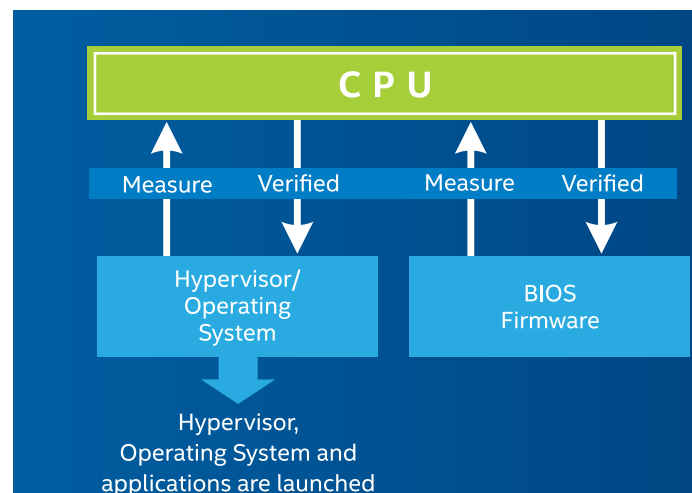 CPU
Measure Verified Measure Verified
Hypervisor/
Operating
System
BIOS
Firmware
Hypervisor,
Operating System and
applications are launched